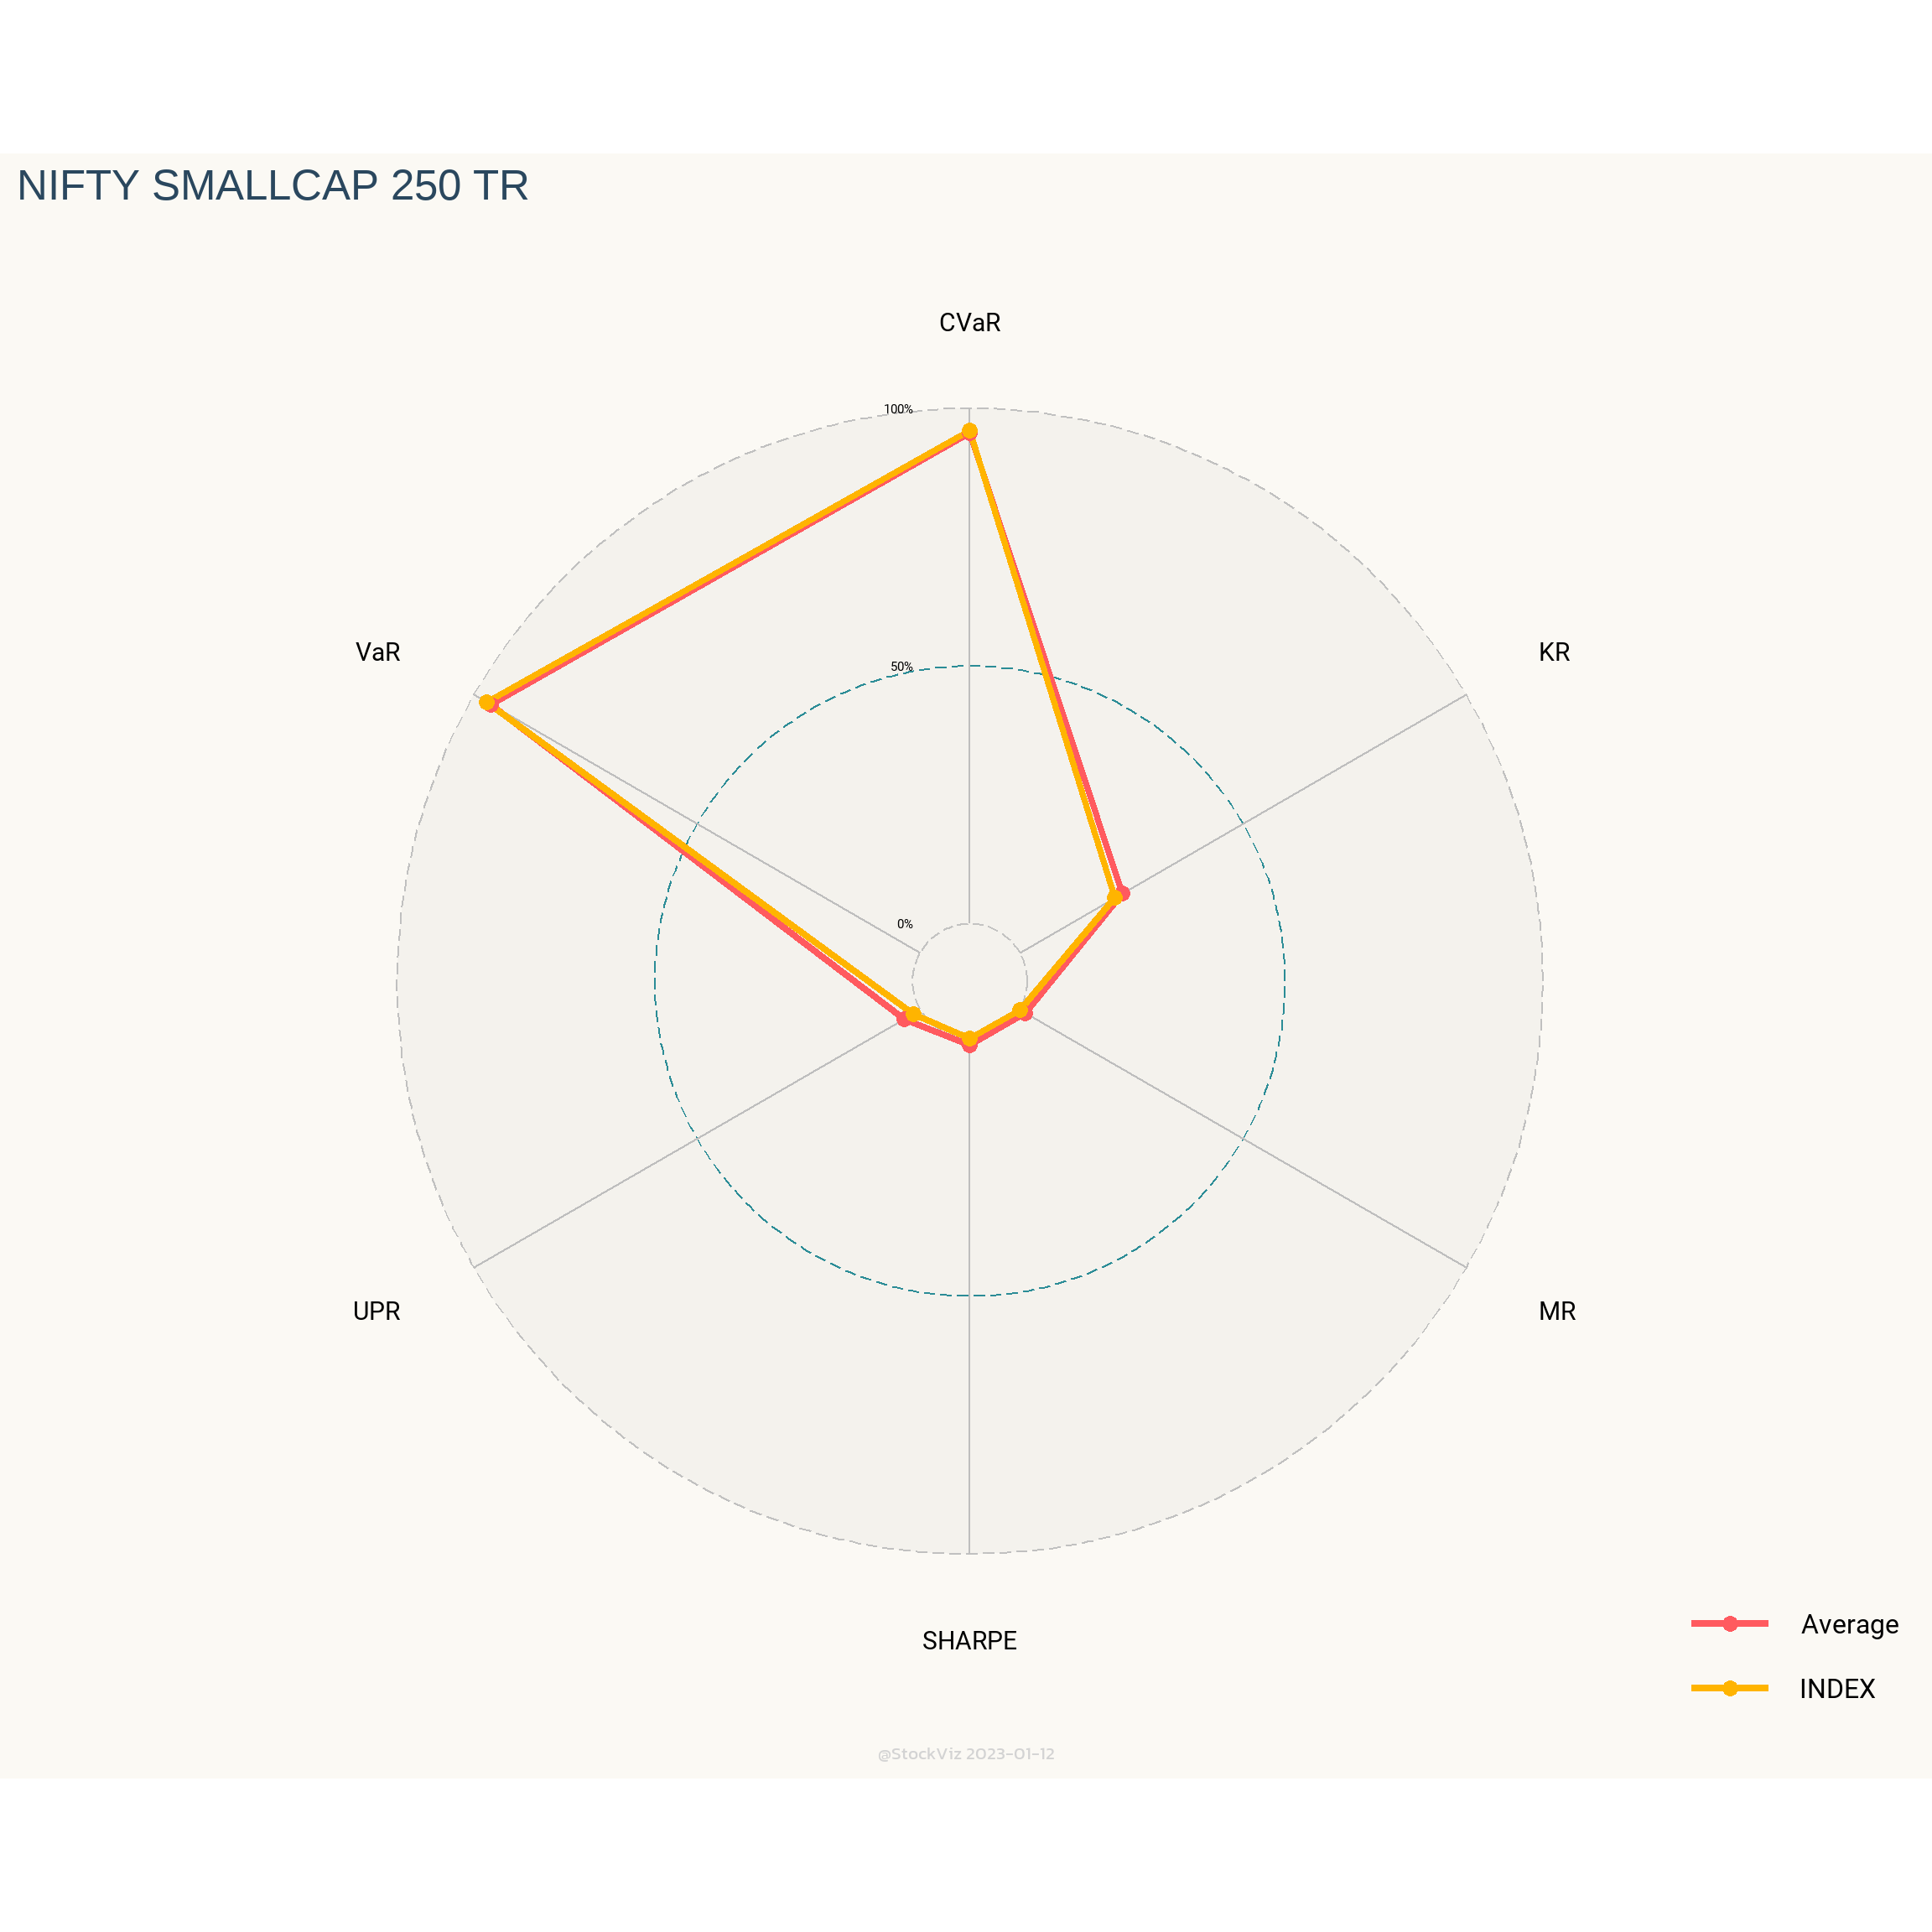 NIFTY SMALLCAP 250 TR
CVaR
100%
VaR
50%
KR
0%
UPR
MR
SHARPE
Average
INDEX
@StockViz 2023-01-12